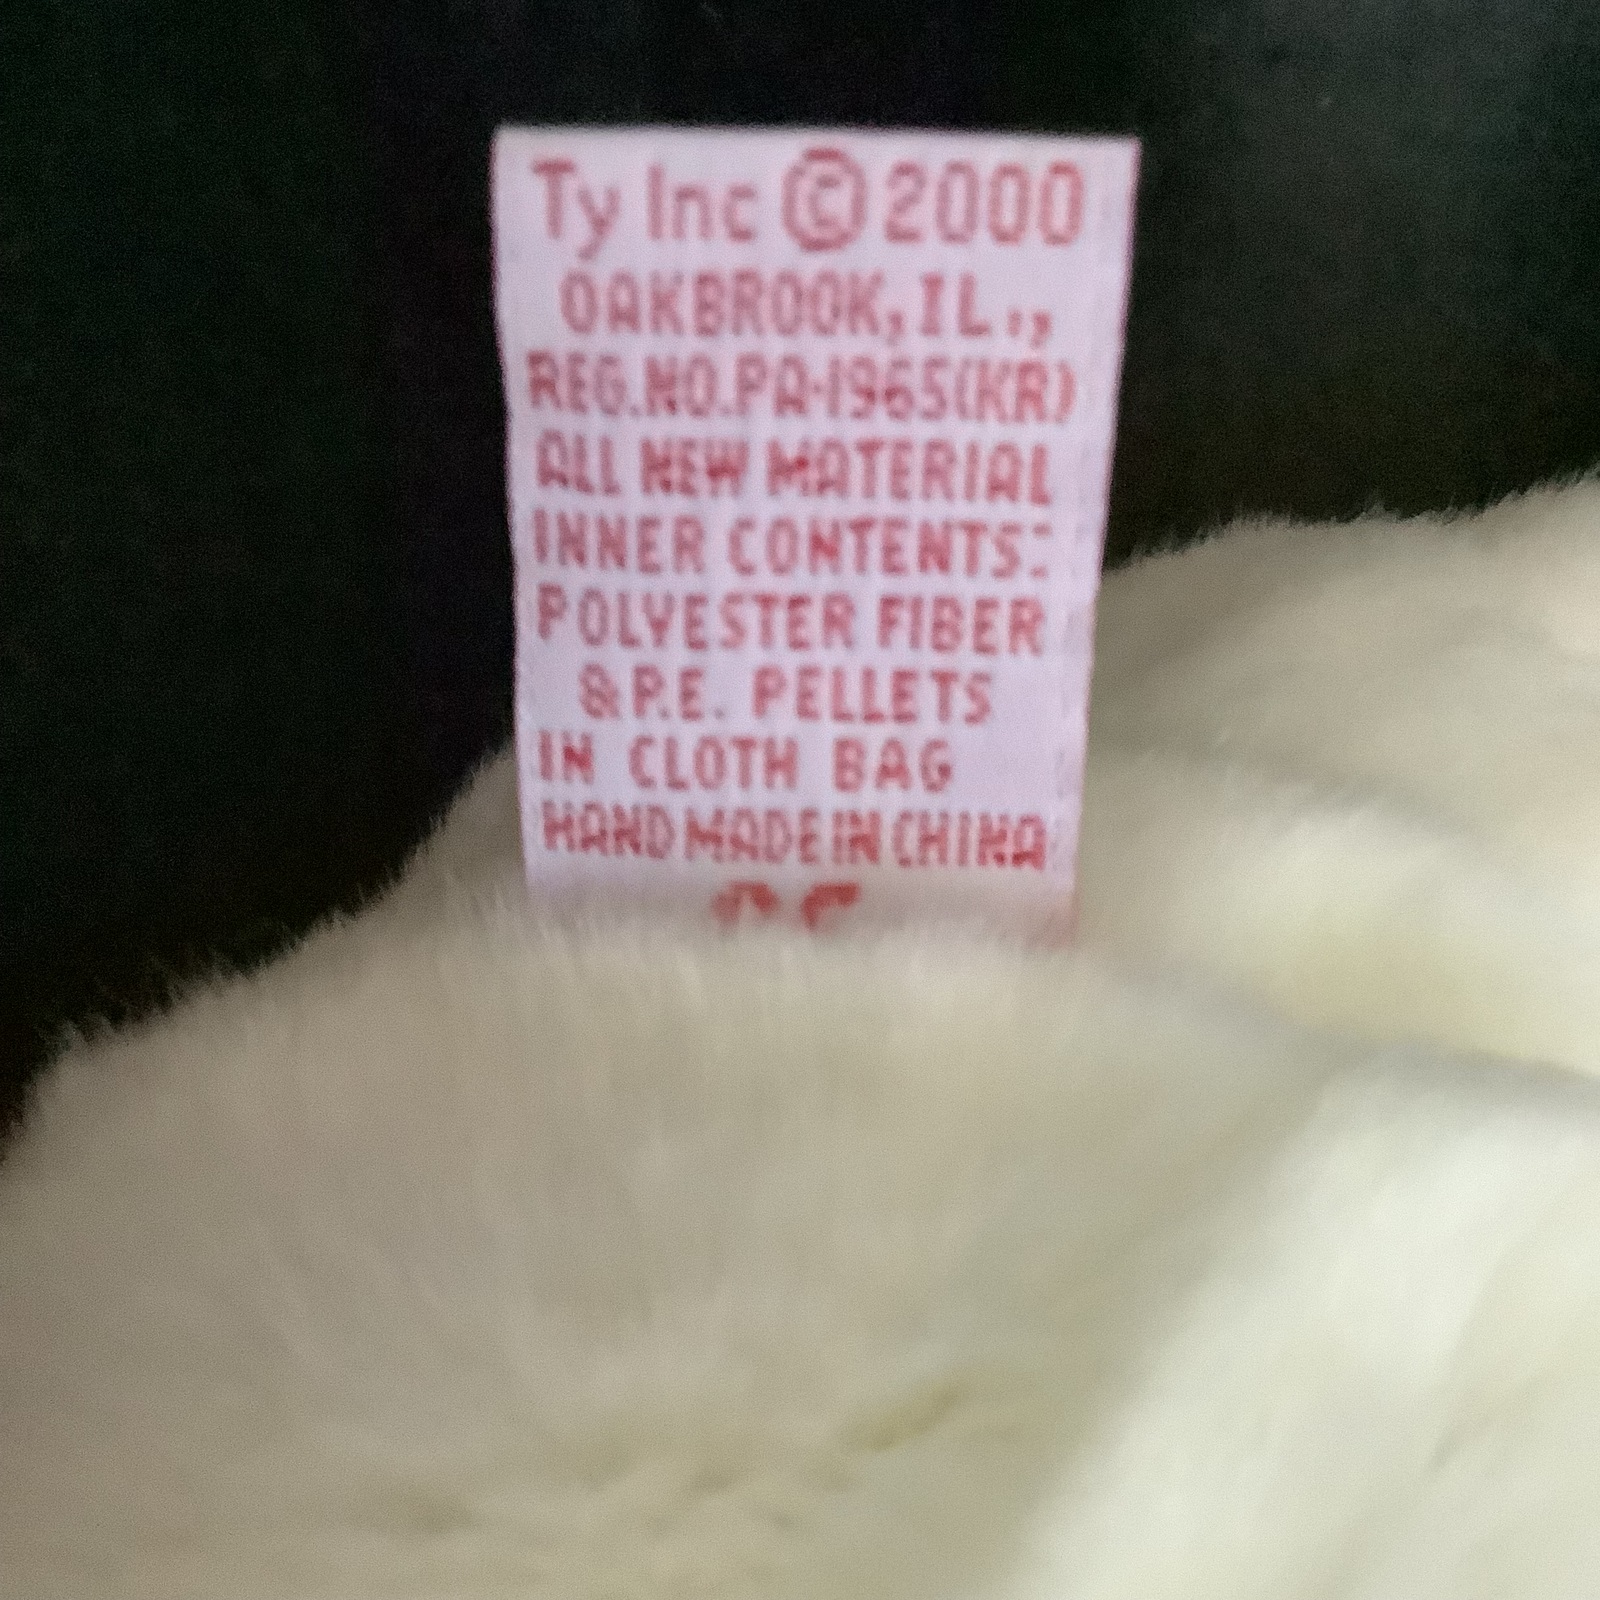 Ty Inc © 2000
OAKBROOK, IL.,
REG.NO.PA-1965(KR)
ALL NEW MATERIAL
INNER CONTENTS:
POLYESTER FIBER
& P.E. PELLETS
IN CLOTH BAG
HAND MADE IN CHINA